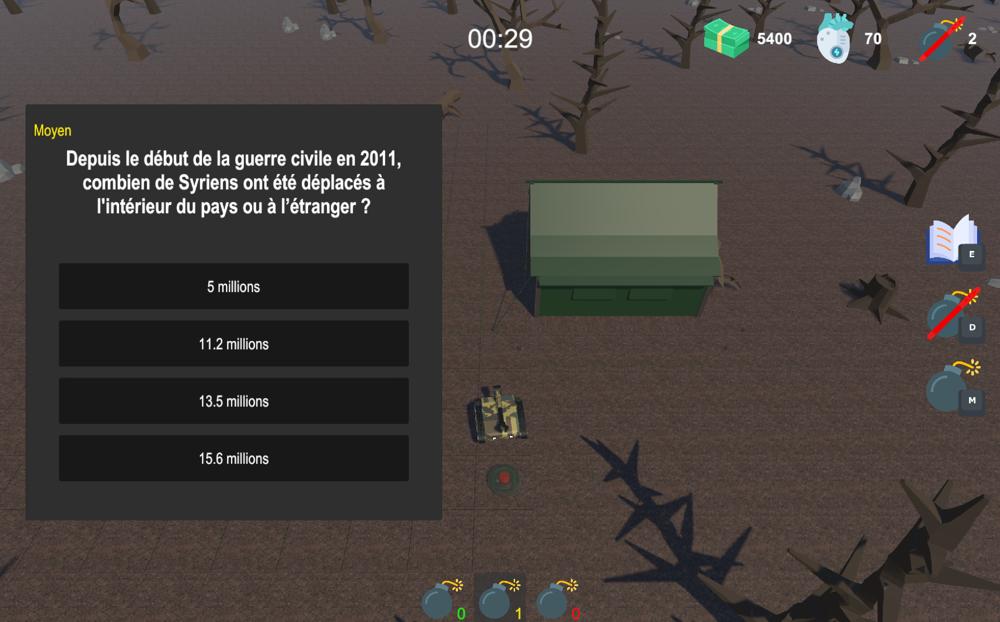 00:29
5400
70
2
Moyen
Depuis le début de la guerre civile en 2011,
combien de Syriens ont été déplacés à
l'intérieur du pays ou à l’étranger ?
5 millions
11.2 millions
13.5 millions
15.6 millions
E
D
M
0
1
0